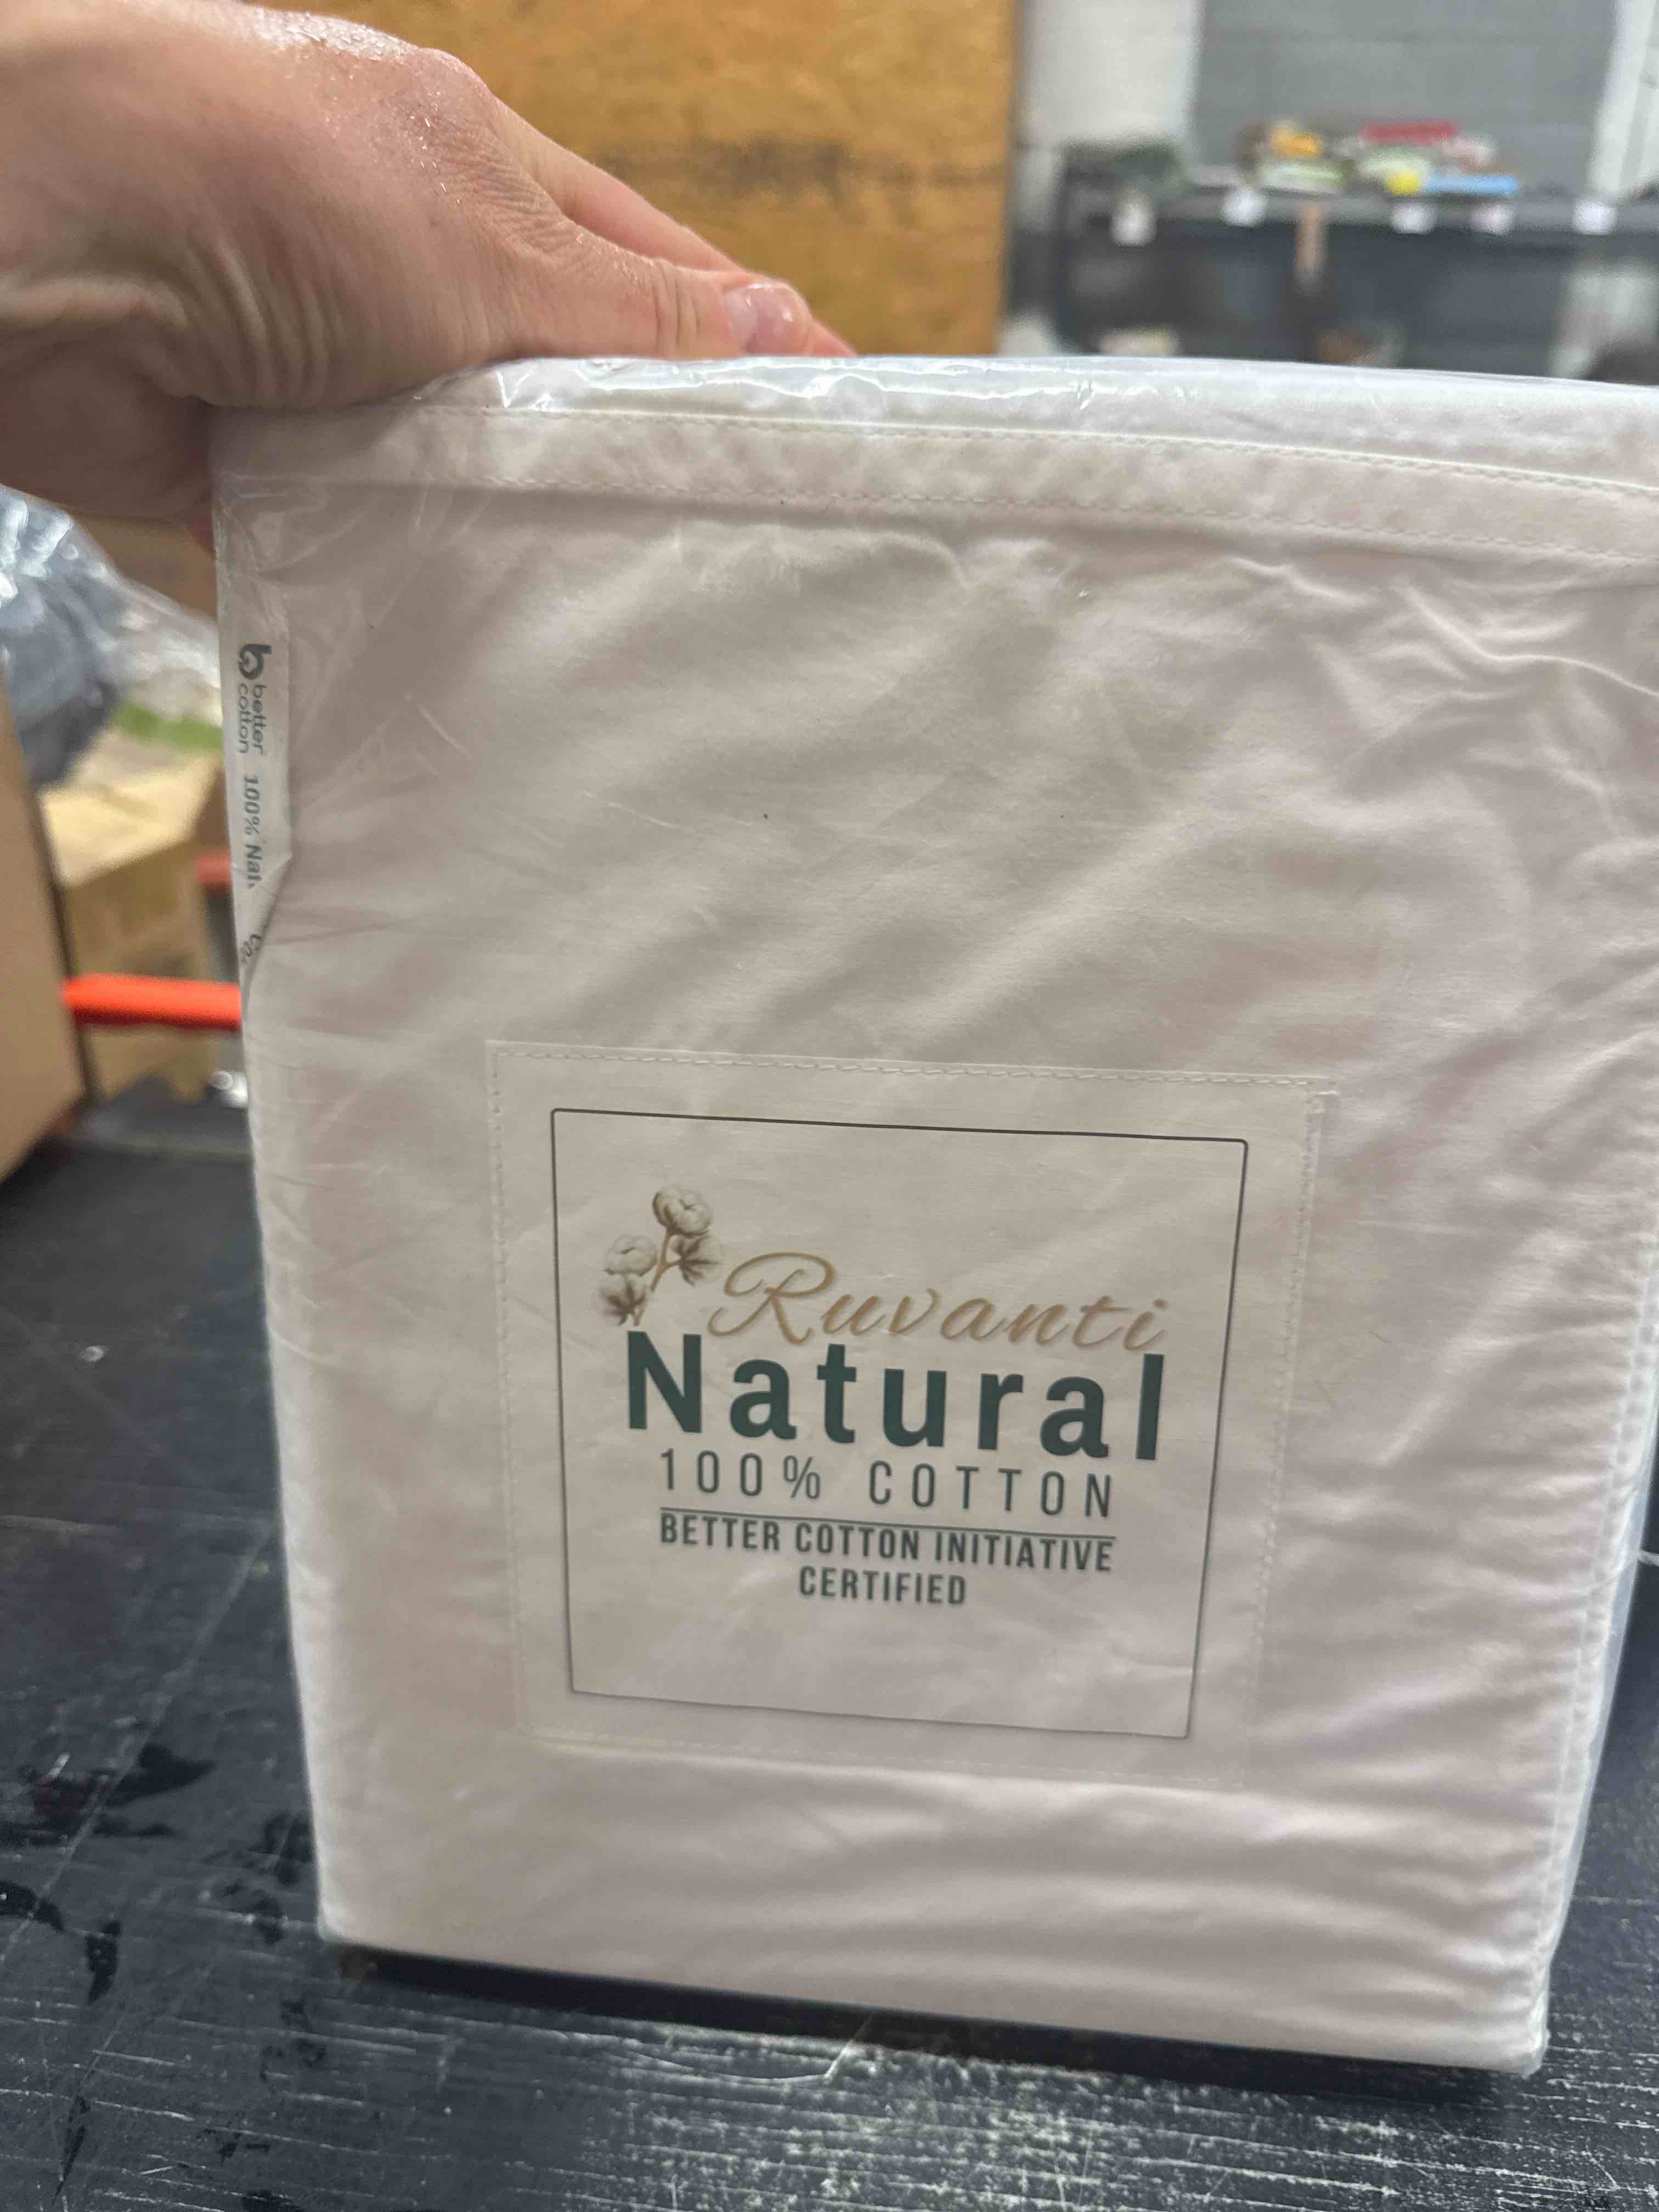 better
cotton
100%
Ruvanti
Natural
100% COTTON
BETTER COTTON INITIATIVE
CERTIFIED